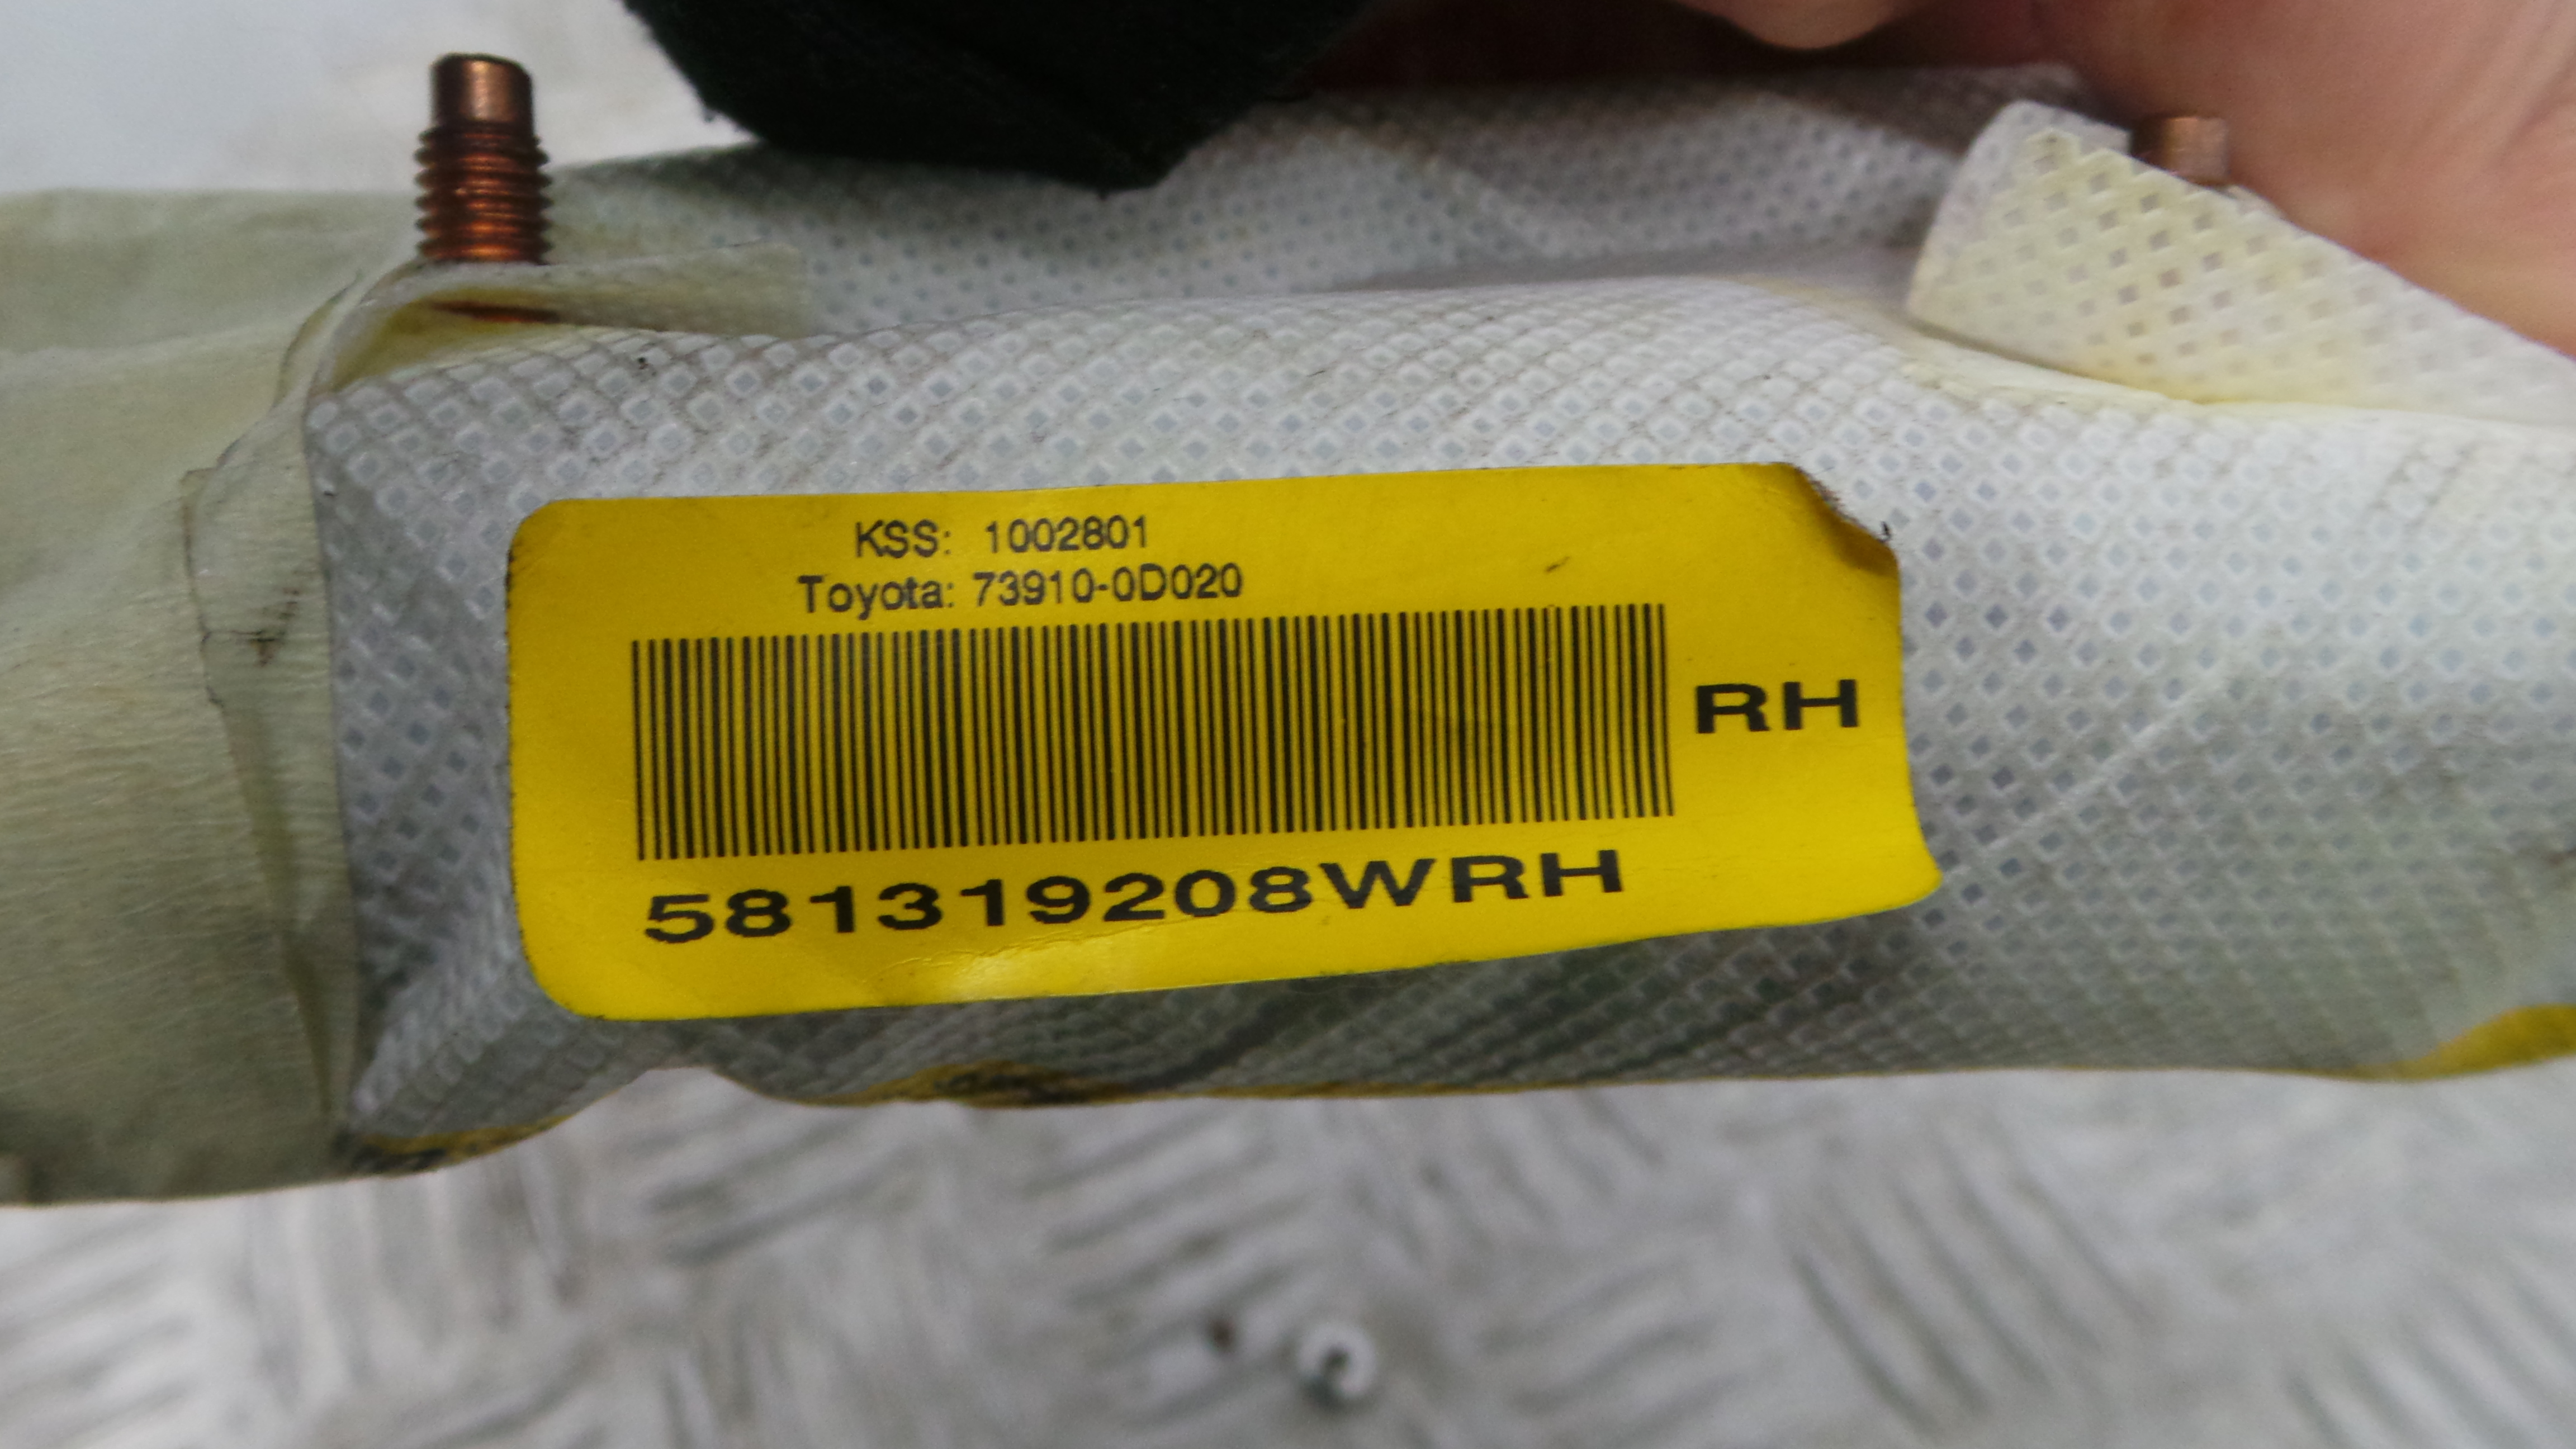 KSS: 1002801
Toyota: 73910-0D020
RH
581319208WRH